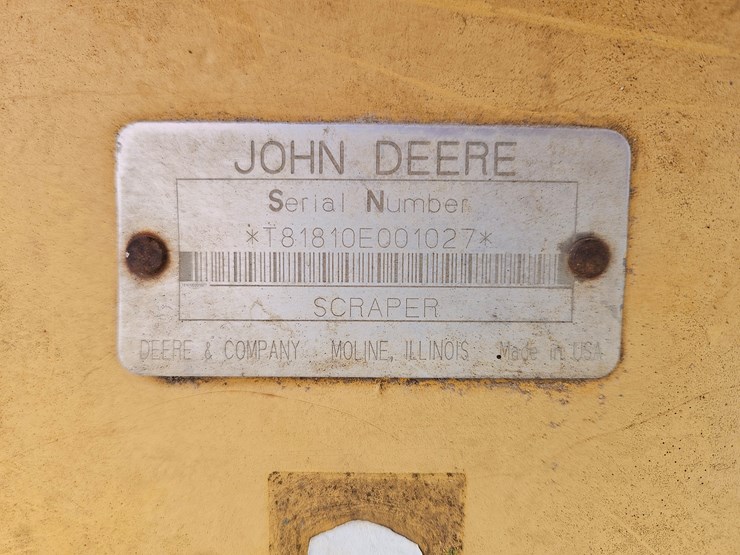 JOHN DEERE
Serial Number
*T81810E001027*
SCRAPER
DEERE & COMPANY MOLINE, ILLINOIS Made in USA